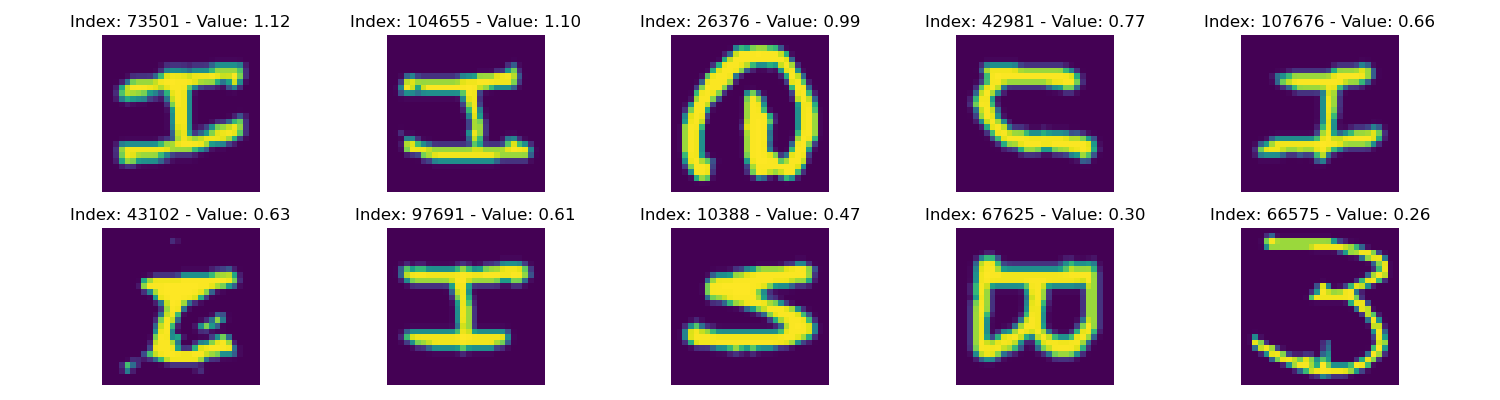 Index: 73501 - Value: 1.12 Index: 104655 - Value: 1.10 Index: 26376 - Value: 0.99 Index: 42981 - Value: 0.77 Index: 107676 - Value: 0.66
I I C I
Index: 43102 - Value: 0.63 Index: 97691 - Value: 0.61 Index: 10388 - Value: 0.47 Index: 67625 - Value: 0.30 Index: 66575 - Value: 0.26
I B 3